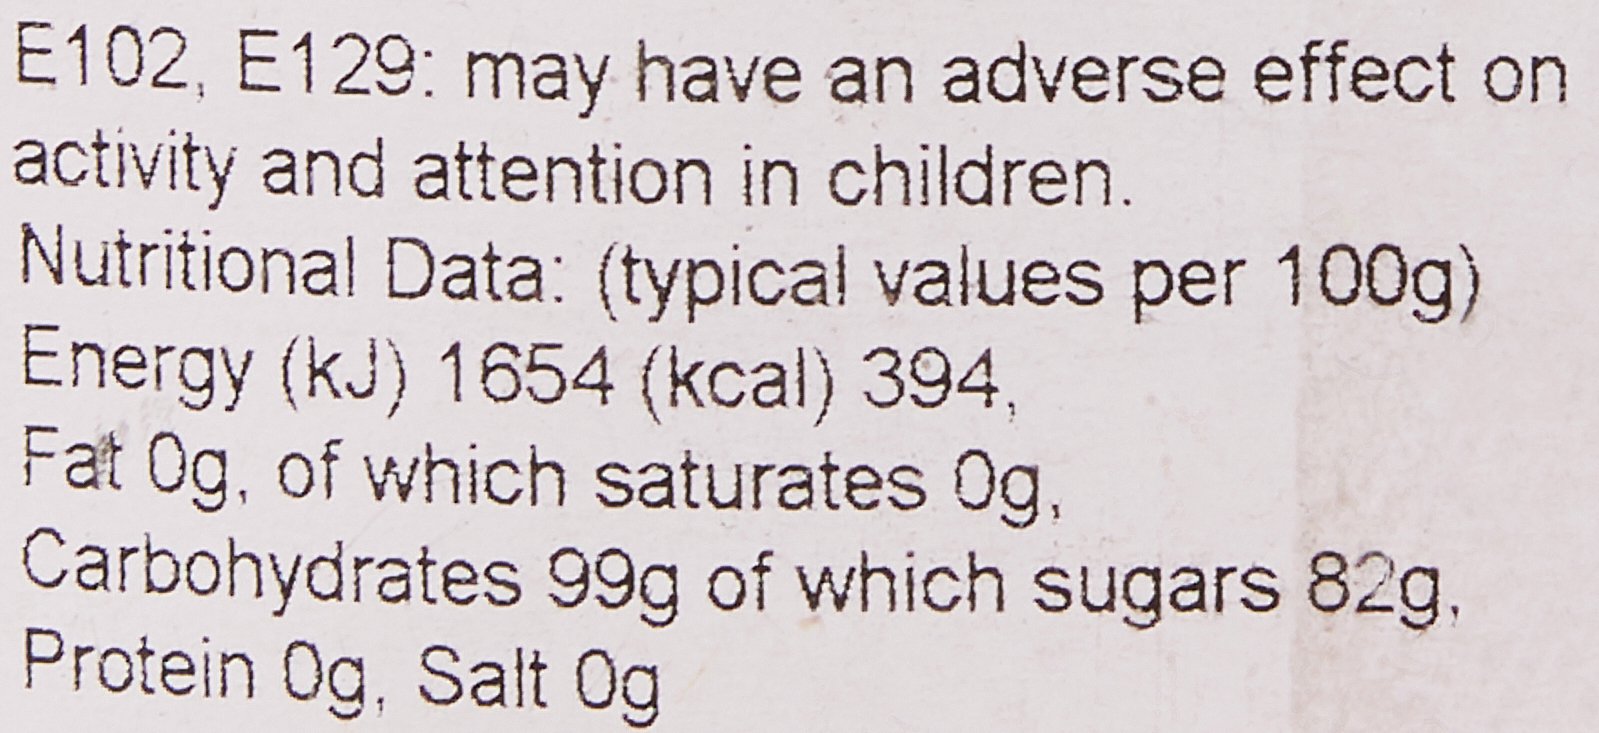 E102, E129: may have an adverse effect on
activity and attention in children.
Nutritional Data: (typical values per 100g)
Energy (kJ) 1654 (kcal) 394,
Fat 0g, of which saturates 0g,
Carbohydrates 99g of which sugars 82g,
Protein 0g, Salt 0g